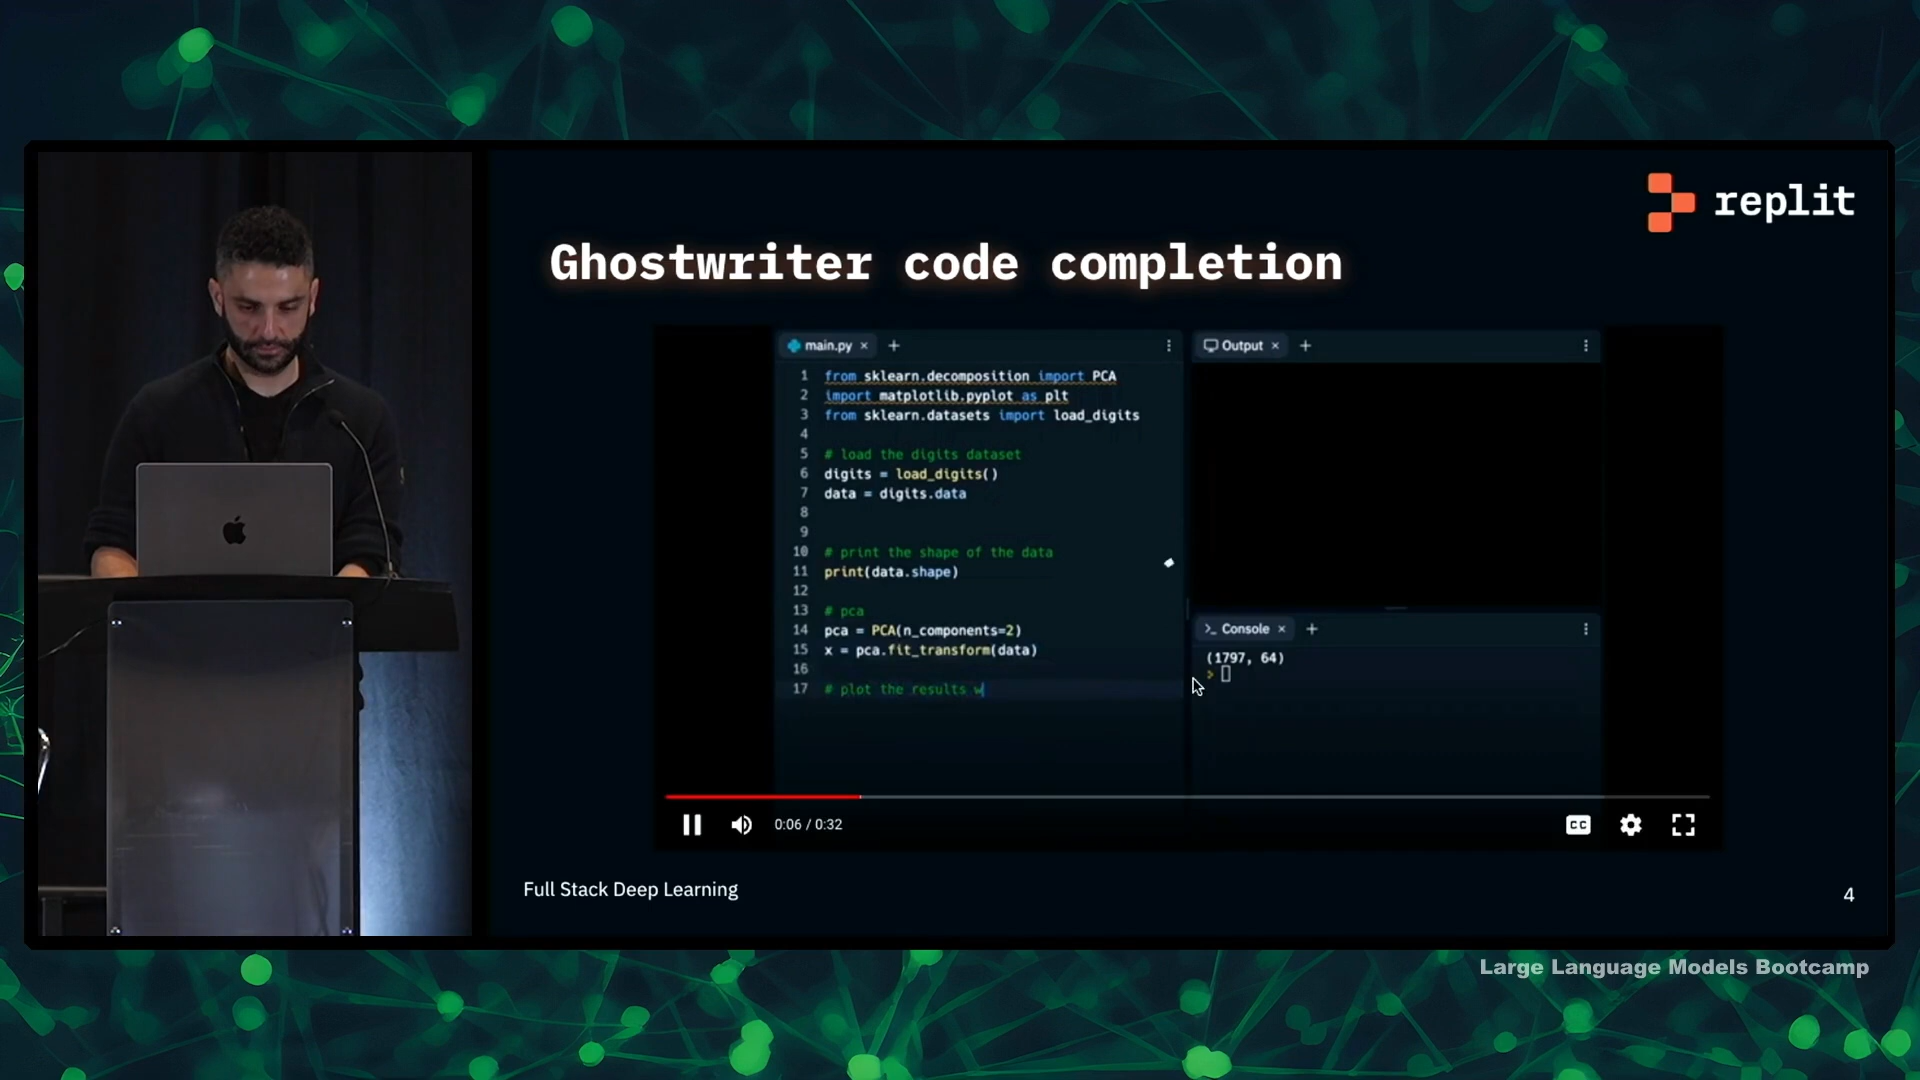 replit
Ghostwriter code completion
main.py × +
1 from sklearn.decomposition import PCA
2 import matplotlib.pyplot as plt
3 from sklearn.datasets import load_digits
4
5 # load the digits dataset
6 digits = load_digits()
7 data = digits.data
8
9
10 # print the shape of the data
11 print(data.shape)
12
13 # pca
14 pca = PCA(n_components=2)
15 x = pca.fit_transform(data)
16
17 # plot the results w
Output × +
>_ Console × +
(1797, 64)
>
0:06 / 0:32
CC
Full Stack Deep Learning
4
Large Language Models Bootcamp